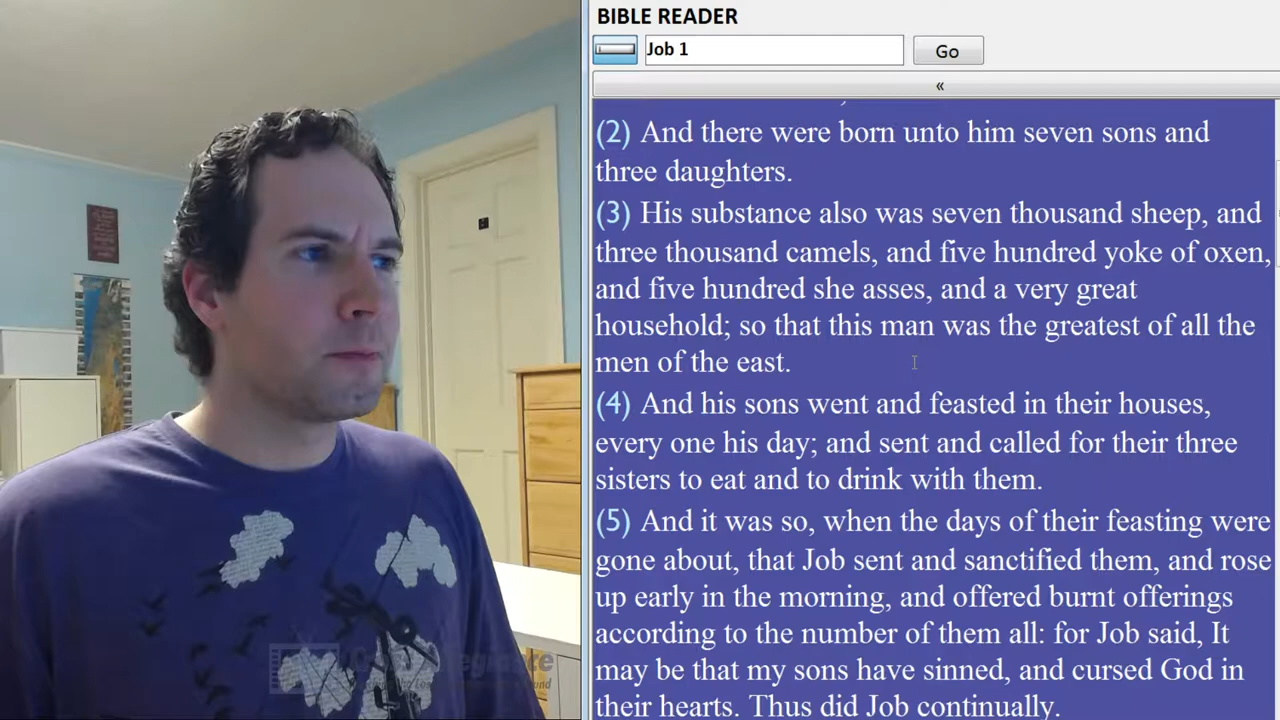 BIBLE READER
Job 1
Go
«
(2) And there were born unto him seven sons and
three daughters.
(3) His substance also was seven thousand sheep, and
three thousand camels, and five hundred yoke of oxen,
and five hundred she asses, and a very great
household; so that this man was the greatest of all the
men of the east.
(4) And his sons went and feasted in their houses,
every one his day; and sent and called for their three
sisters to eat and to drink with them.
(5) And it was so, when the days of their feasting were
gone about, that Job sent and sanctified them, and rose
up early in the morning, and offered burnt offerings
according to the number of them all: for Job said, It
may be that my sons have sinned, and cursed God in
their hearts. Thus did Job continually.